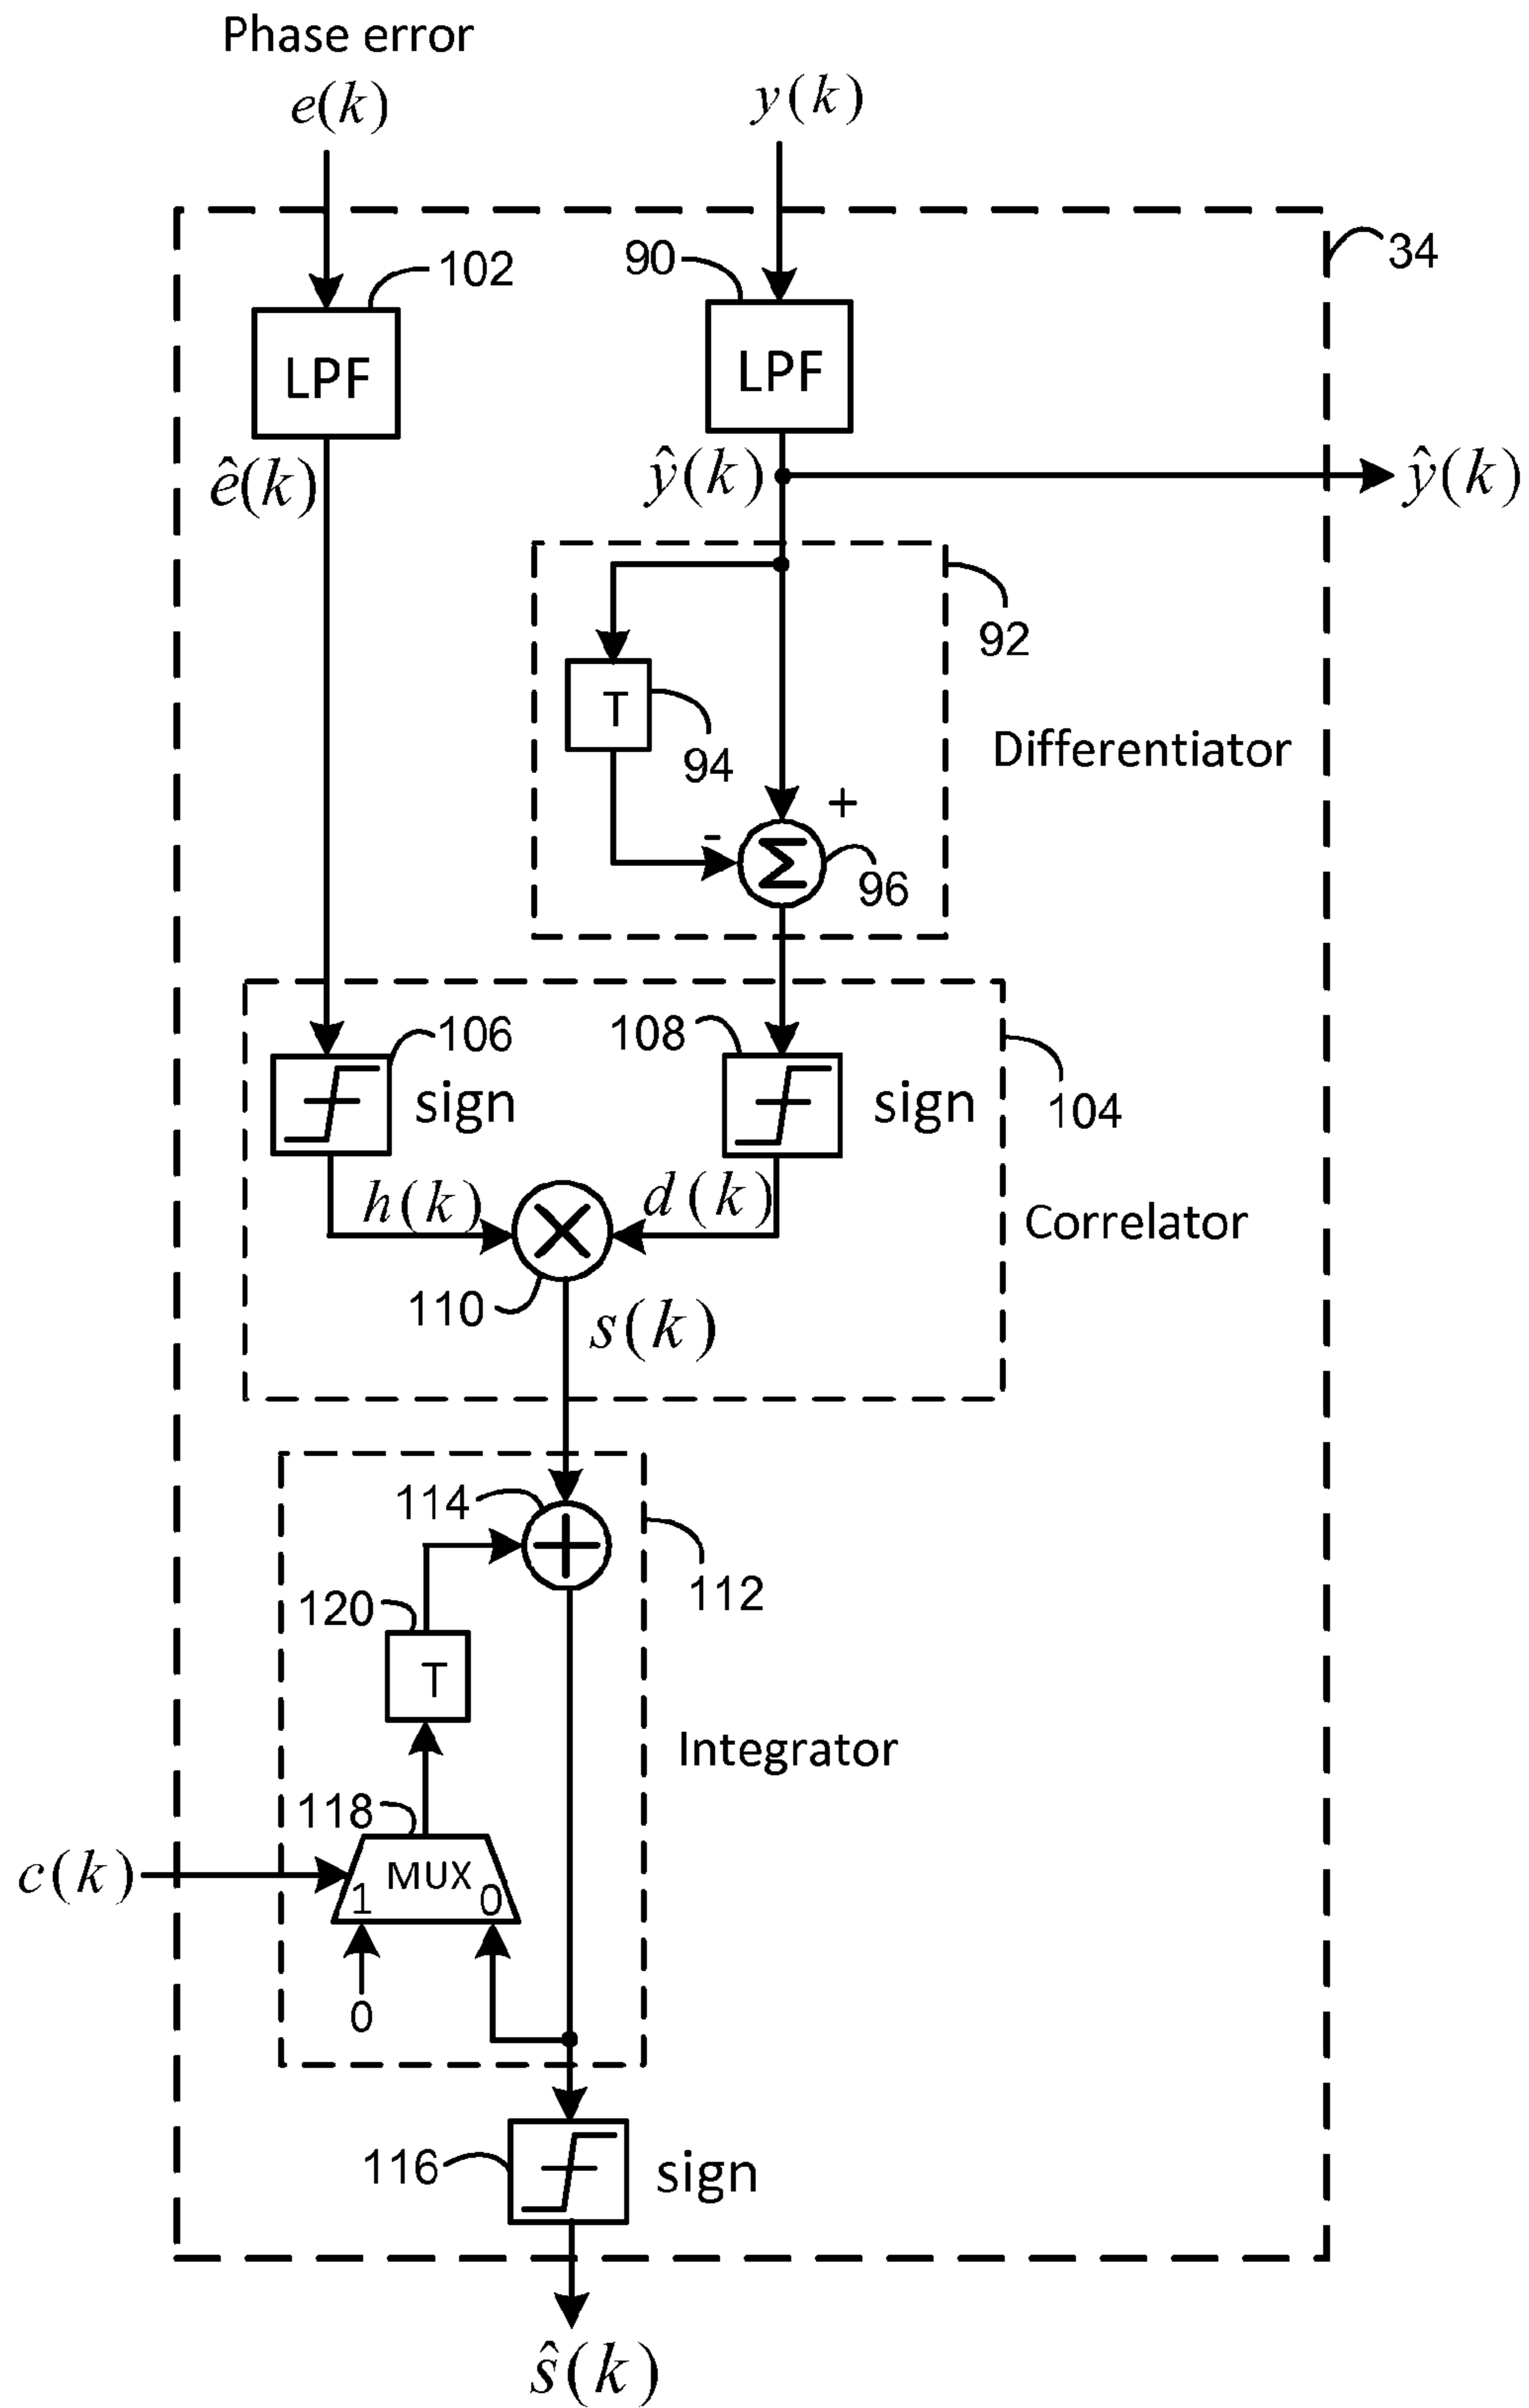 Phase error
e(k)
y(k)
34
102
90
LPF
LPF
ê(k)
ŷ(k)
ŷ(k)
92
T
94
Differentiator
+
-
Σ
96
106
108
sign
sign
104
h(k)
d(k)
Correlator
110
s(k)
114
112
120
T
Integrator
118
c(k)
MUX
1
0
0
116
sign
ŝ(k)